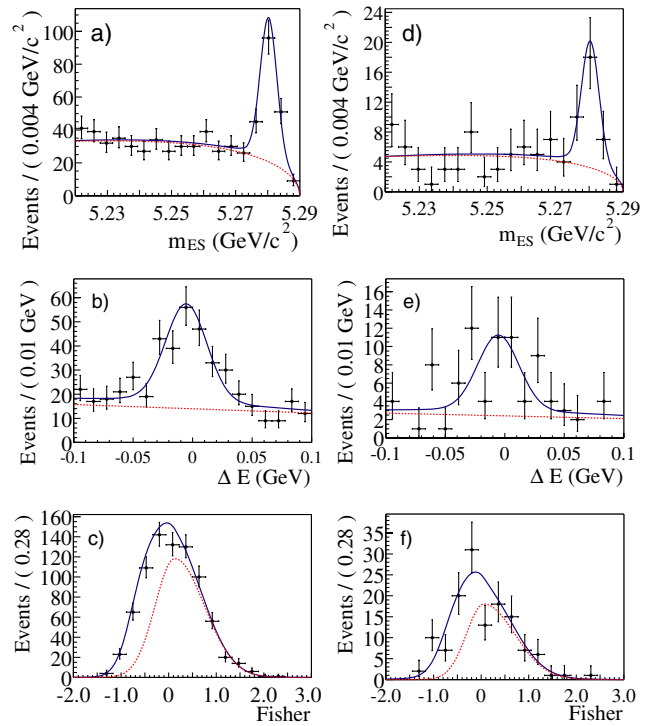 a)
Events / ( 0.004 GeV/c² )
100
80
60
40
20
0
5.23 5.25 5.27 5.29
m_ES (GeV/c²)
d)
Events / ( 0.004 GeV/c² )
24
20
16
12
8
4
0
5.23 5.25 5.27 5.29
m_ES (GeV/c²)
b)
Events / ( 0.01 GeV )
60
50
40
30
20
10
0
-0.1 -0.05 0 0.05 0.1
Δ E (GeV)
e)
Events / ( 0.01 GeV )
16
14
12
10
8
6
4
2
0
-0.1 -0.05 0 0.05 0.1
Δ E (GeV)
c)
Events / ( 0.28 )
160
140
120
100
80
60
40
20
0
-2.0 -1.0 0 1.0 2.0 3.0
Fisher
f)
Events / ( 0.28 )
35
30
25
20
15
10
5
0
-2.0 -1.0 0 1.0 2.0 3.0
Fisher